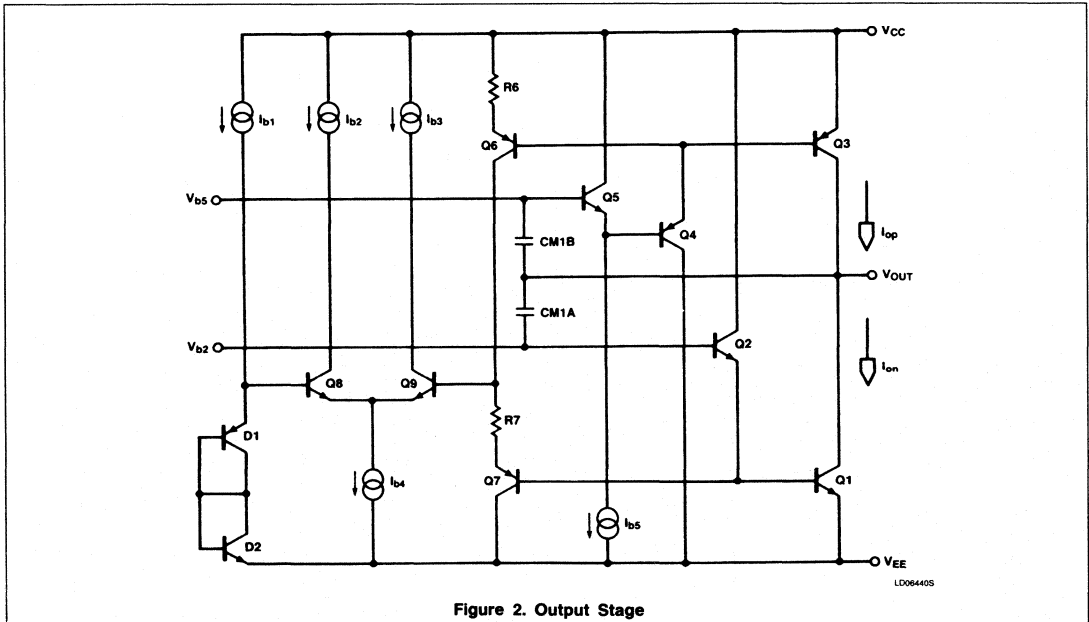 VCC
R6
Ib1
Ib2
Ib3
Q6
Q3
Vb5
Q5
Q4
Iop
CM1B
VOUT
CM1A
Vb2
Q2
Ion
Q8
Q9
R7
D1
Q7
Q1
Ib4
Ib5
D2
VEE
LD06440S
Figure 2. Output Stage